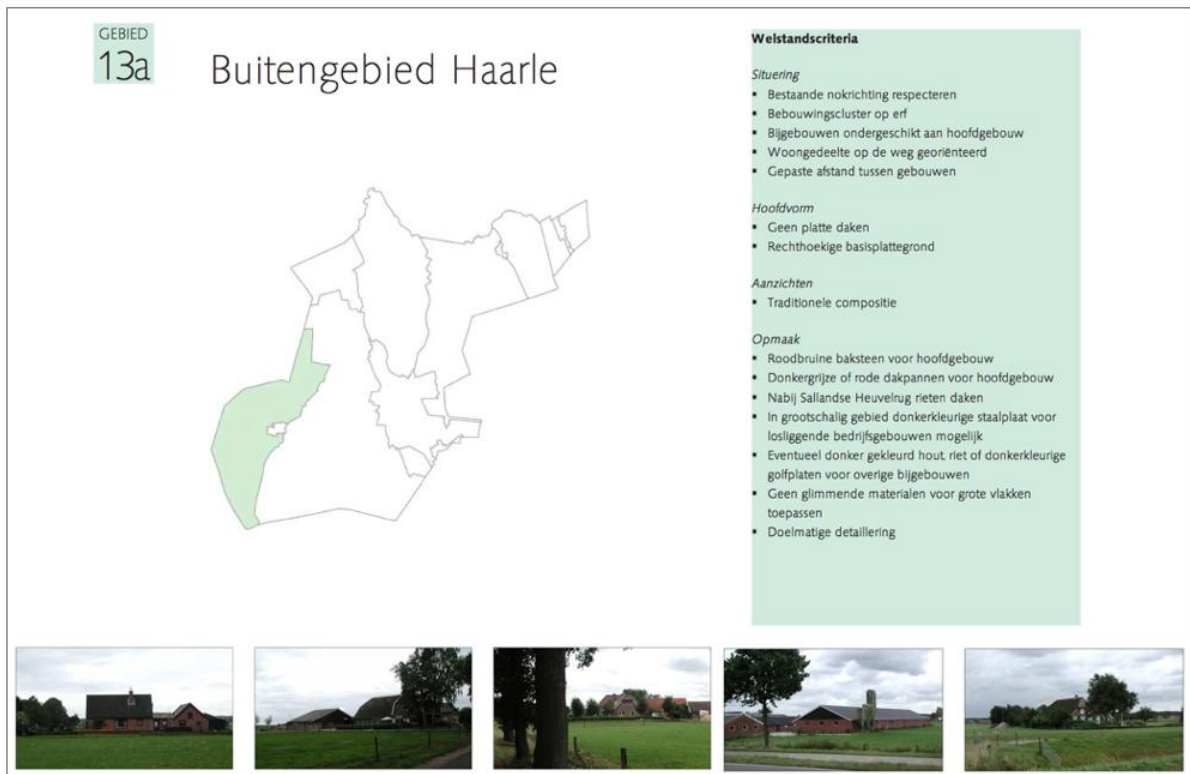 GEBIED
13a
Buitengebied Haarle
Welstandscriteria
Situering
▪ Bestaande nokrichting respecteren
▪ Bebouwingscluster op erf
▪ Bijgebouwen ondergeschikt aan hoofdgebouw
▪ Woongedeelte op de weg georiënteerd
▪ Gepaste afstand tussen gebouwen
Hoofdvorm
▪ Geen platte daken
▪ Rechthoekige basisplattegrond
Aanzichten
▪ Traditionele compositie
Opmaak
▪ Roodbruine baksteen voor hoofdgebouw
▪ Donkergrijze of rode dakpannen voor hoofdgebouw
▪ Nabij Sallandse Heuvelrug rieten daken
▪ In grootschalig gebied donkerkleurige staalplaat voor
losliggende bedrijfsgebouwen mogelijk
▪ Eventueel donker gekleurd hout, riet of donkerkleurige
golfplaten voor overige bijgebouwen
▪ Geen glimmende materialen voor grote vlakken
toepassen
▪ Doelmatige detaillering